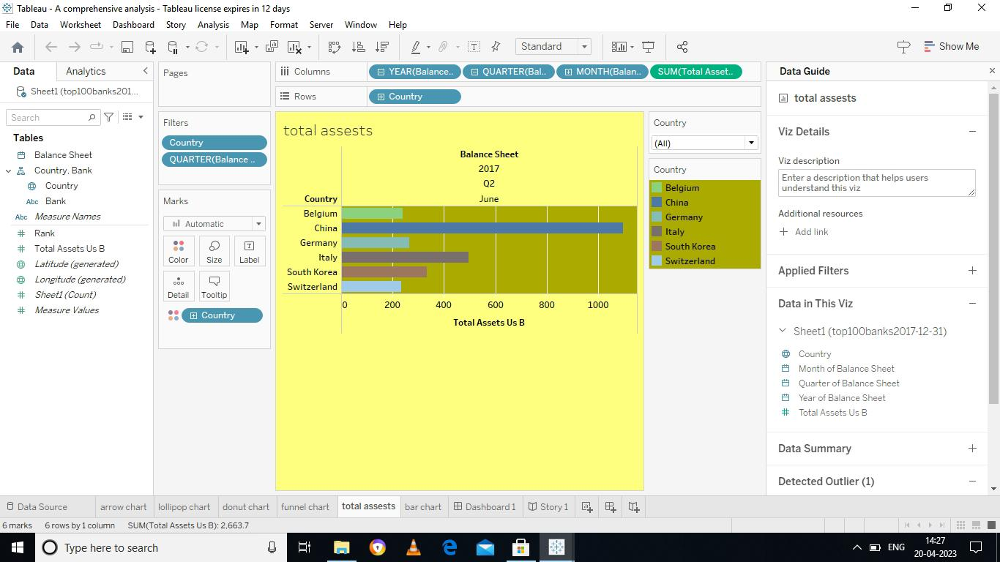 Tableau - A comprehensive analysis - Tableau license expires in 12 days
File Data Worksheet Dashboard Story Analysis Map Format Server Window Help
Standard
Show Me
Data Analytics
Sheet1 (top100banks201...
Search
Tables
Balance Sheet
Country, Bank
Country
Abc Bank
Abc Measure Names
Rank
Total Assets Us B
Latitude (generated)
Longitude (generated)
Sheet1 (Count)
Measure Values
Pages
Filters
Country
QUARTER(Balance ..
Marks
Automatic
Color Size Label
Detail Tooltip
Country
Columns YEAR(Balance.. QUARTER(Bal.. MONTH(Balan.. SUM(Total Asset..
Rows Country
total assests
Balance Sheet
2017
Q2
Country June
Belgium
China
Germany
Italy
South Korea
Switzerland
0 200 400 600 800 1000
Total Assets Us B
Country
(All)
Country
Belgium
China
Germany
Italy
South Korea
Switzerland
Data Guide
total assests
Viz Details
Viz description
Enter a description that helps users
understand this viz
Additional resources
Add link
Applied Filters
Data in This Viz
Sheet1 (top100banks2017-12-31)
Country
Month of Balance Sheet
Quarter of Balance Sheet
Year of Balance Sheet
Total Assets Us B
Data Summary
Detected Outlier (1)
Data Source arrow chart lollipop chart donut chart funnel chart total assests bar chart Dashboard 1 Story 1
6 marks 6 rows by 1 column SUM(Total Assets Us B): 2,663.7
Type here to search
ENG
14:27
20-04-2023